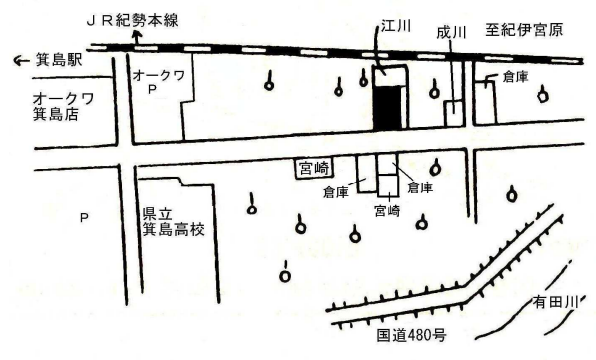 JR紀勢本線
江川
成川
至紀伊宮原
箕島駅
オークワ
P
倉庫
オークワ
箕島店
宮崎
倉庫
倉庫
宮崎
P
県立
箕島高校
有田川
国道480号